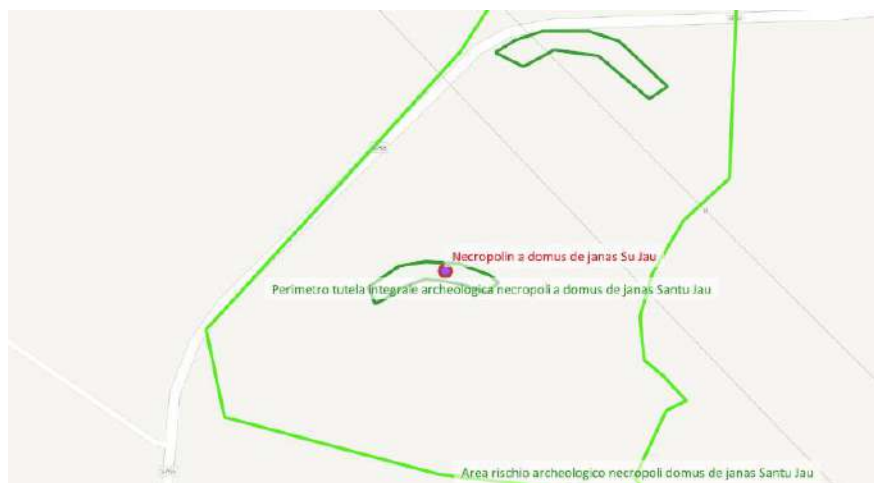 Necropolin a domus de janas Su Jau
Perimetro tutela integrale archeologica necropoli a domus de janas Santu Jau
Area rischio archeologico necropoli domus de janas Santu Jau